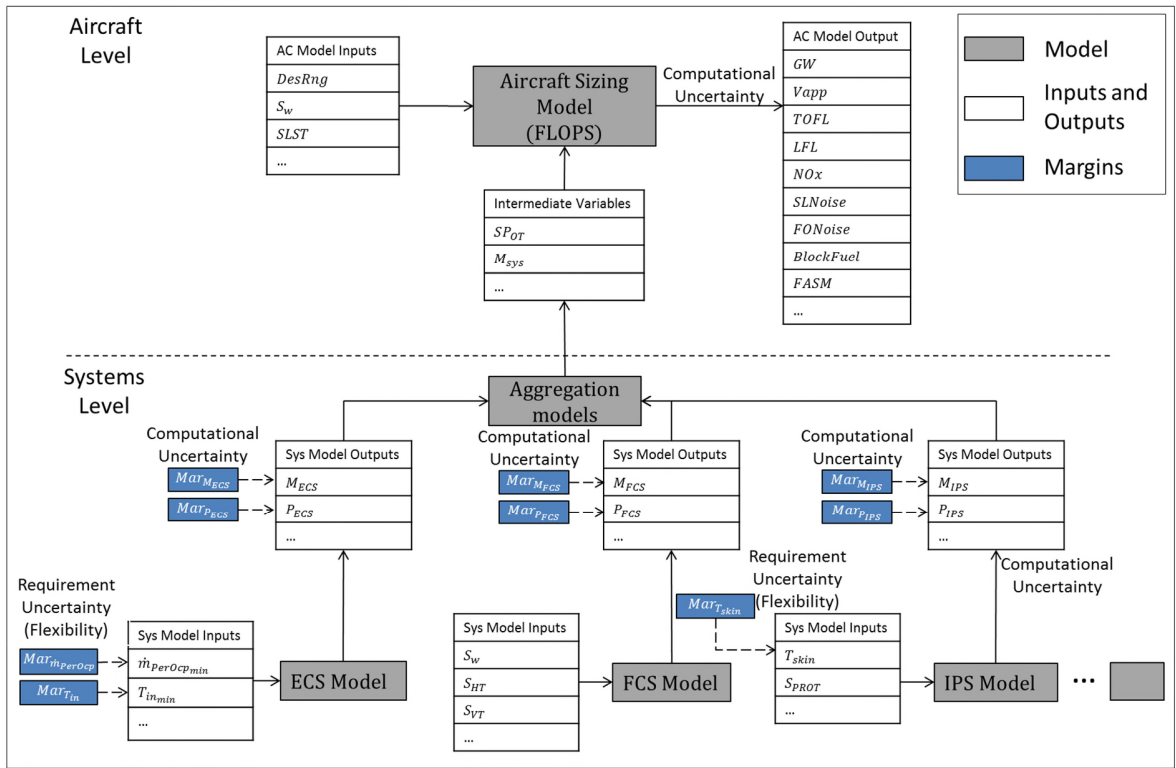 Aircraft
Level
AC Model Inputs
DesRng
S_w
SLST
...
Aircraft Sizing
Model
(FLOPS)
Computational
Uncertainty
AC Model Output
GW
Vapp
TOFL
LFL
NOx
SLNoise
FONoise
BlockFuel
FASM
...
Model
Inputs and
Outputs
Margins
Intermediate Variables
SP_OT
M_sys
...
Systems
Level
Aggregation
models
Computational
Uncertainty
Mar_M_ECS
Mar_P_ECS
Sys Model Outputs
M_ECS
P_ECS
...
Computational
Uncertainty
Mar_M_FCS
Mar_P_FCS
Sys Model Outputs
M_FCS
P_FCS
...
Computational
Uncertainty
Mar_M_IPS
Mar_P_IPS
Sys Model Outputs
M_IPS
P_IPS
...
Requirement
Uncertainty
(Flexibility)
Mar_ṁ_PerOcp
Mar_T_in
Sys Model Inputs
ṁ_PerOcp_min
T_in_min
...
ECS Model
Sys Model Inputs
S_w
S_HT
S_VT
...
FCS Model
Requirement
Uncertainty
(Flexibility)
Mar_T_skin
Sys Model Inputs
T_skin
S_PROT
...
IPS Model
Computational
Uncertainty
...